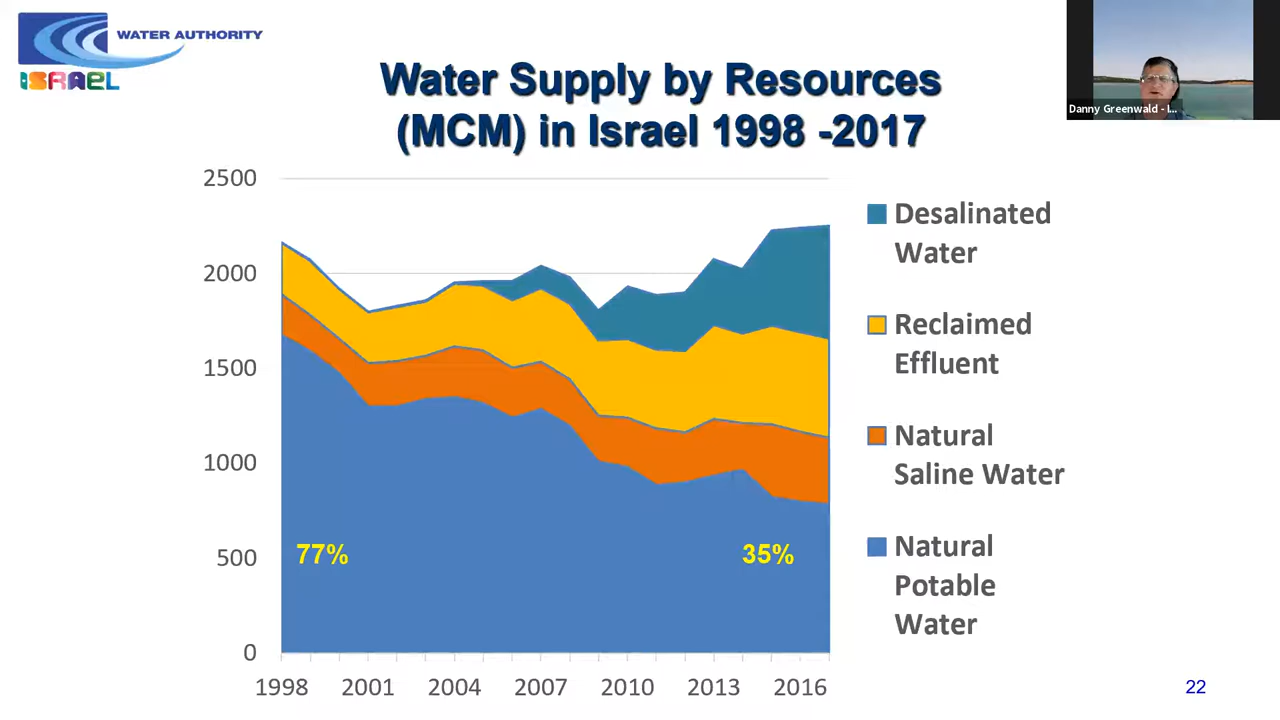 WATER AUTHORITY
ISRAEL
Danny Greenwald - I...
Water Supply by Resources
(MCM) in Israel 1998 -2017
2500
2000
1500
1000
500
0
77%
35%
1998 2001 2004 2007 2010 2013 2016
Desalinated
Water
Reclaimed
Effluent
Natural
Saline Water
Natural
Potable
Water
22